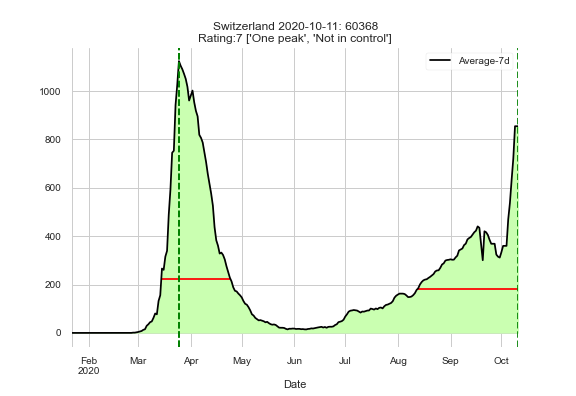 Switzerland 2020-10-11: 60368
Rating:7 ['One peak', 'Not in control']
Average-7d
1000
800
600
400
200
0
Feb Mar Apr May Jun Jul Aug Sep Oct
2020
Date